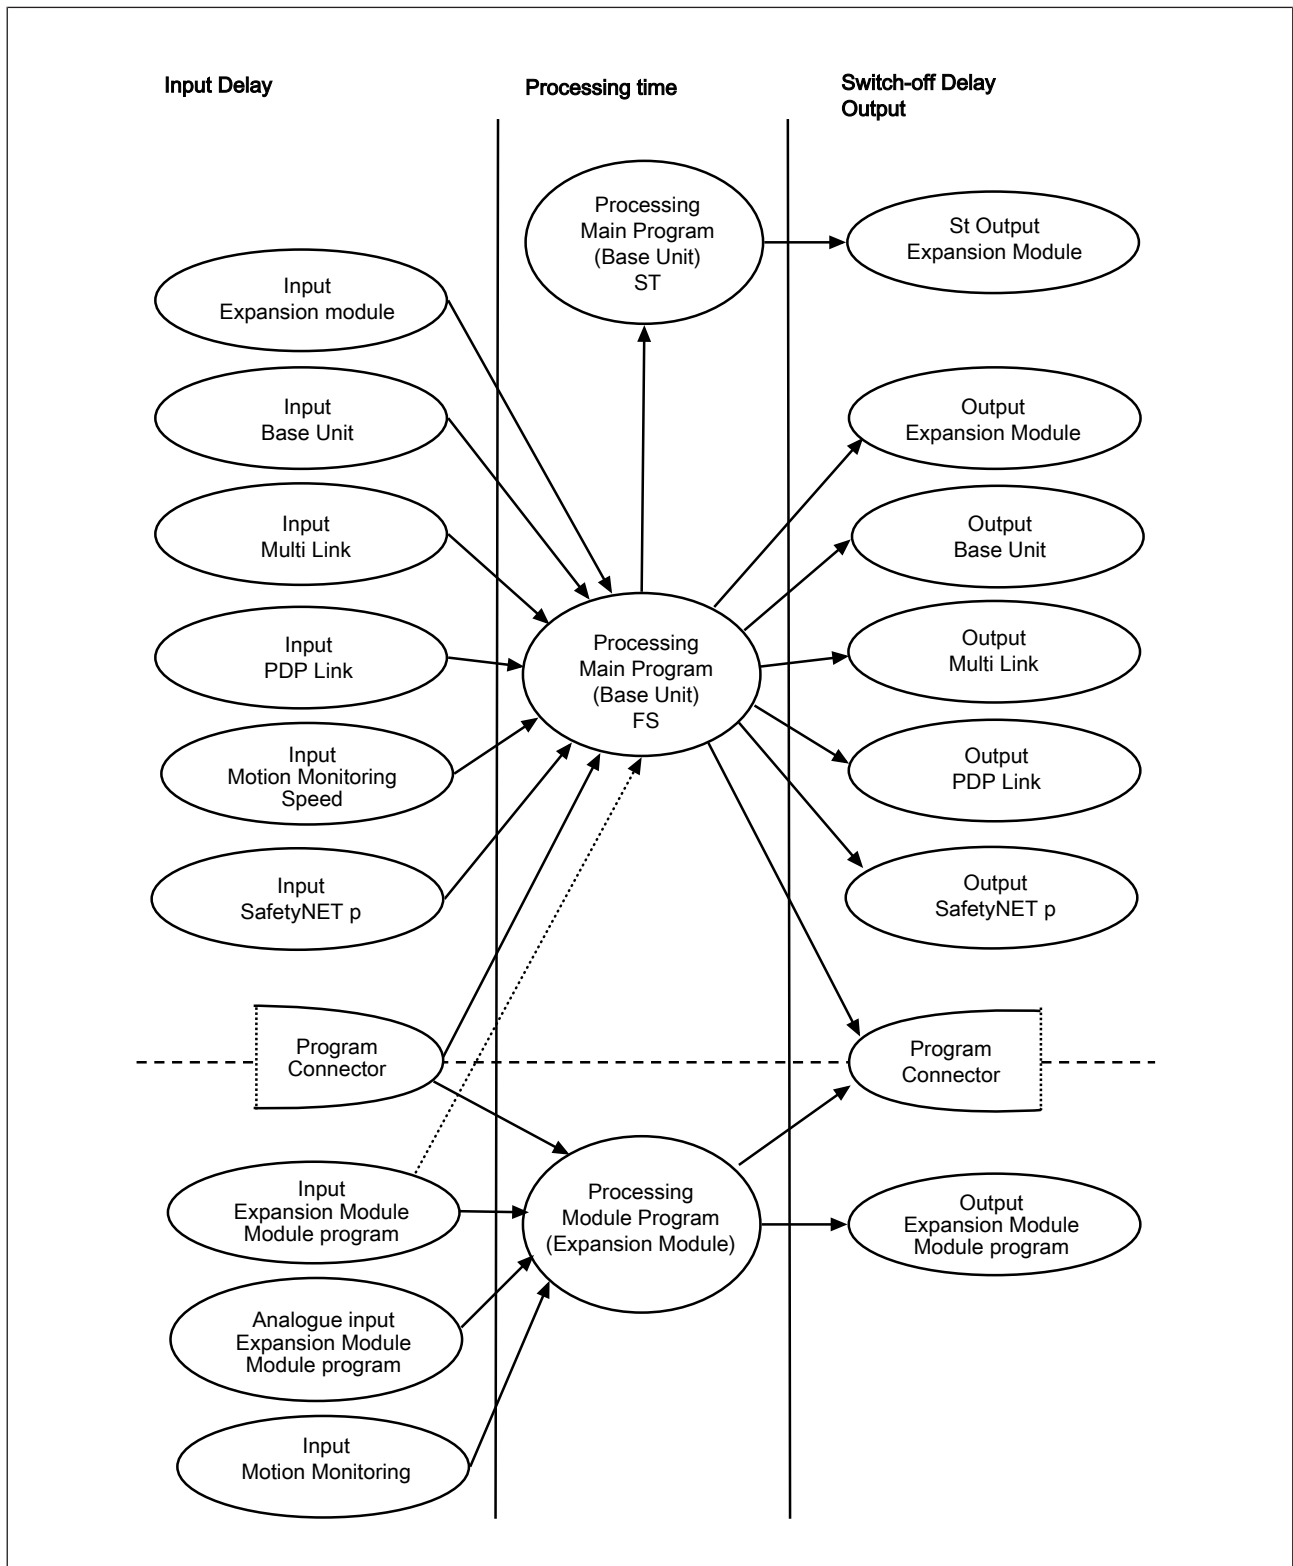 Input Delay
Processing time
Switch-off Delay
Output
Processing
Main Program
(Base Unit)
ST
St Output
Expansion Module
Input
Expansion module
Input
Base Unit
Output
Expansion Module
Input
Multi Link
Output
Base Unit
Input
PDP Link
Processing
Main Program
(Base Unit)
FS
Output
Multi Link
Input
Motion Monitoring
Speed
Output
PDP Link
Input
SafetyNET p
Output
SafetyNET p
Program
Connector
Program
Connector
Input
Expansion Module
Module program
Processing
Module Program
(Expansion Module)
Output
Expansion Module
Module program
Analogue input
Expansion Module
Module program
Input
Motion Monitoring